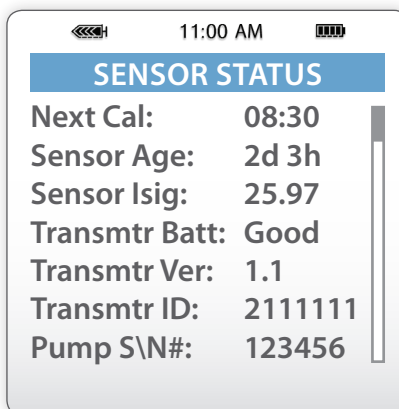 11:00 AM
SENSOR STATUS
Next Cal: 08:30
Sensor Age: 2d 3h
Sensor Isig: 25.97
Transmtr Batt: Good
Transmtr Ver: 1.1
Transmtr ID: 2111111
Pump S\N#: 123456